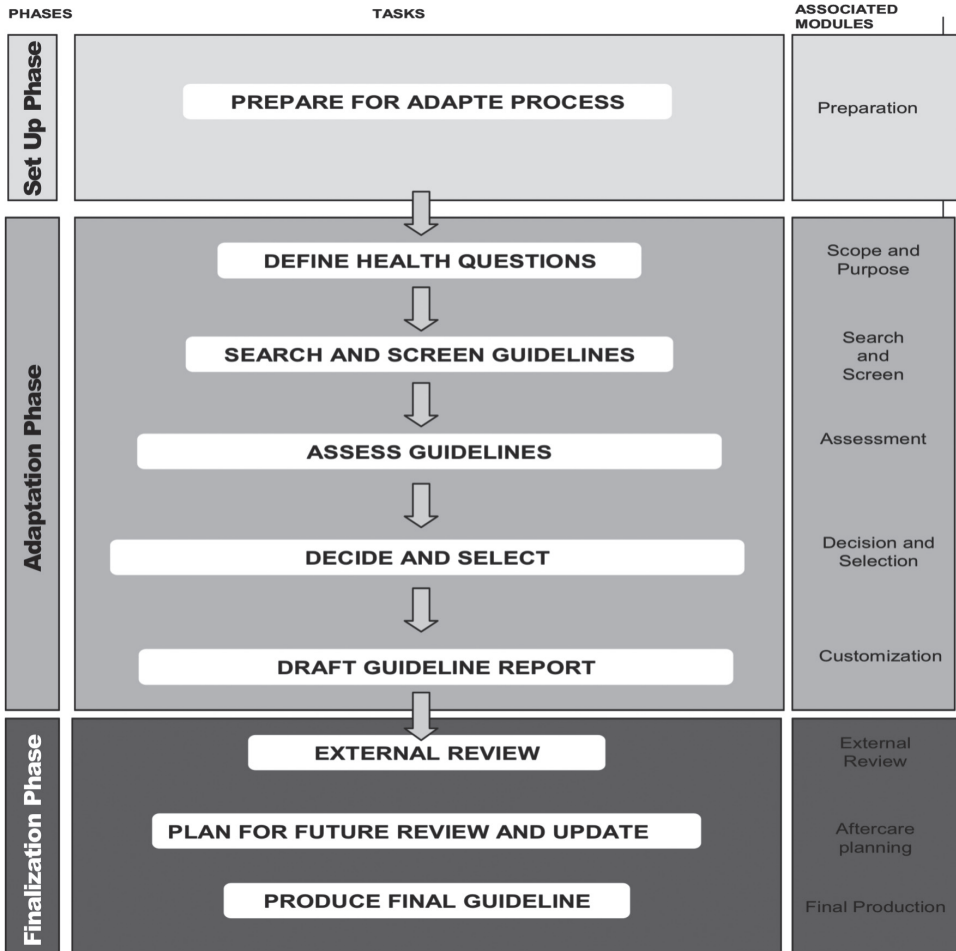 PHASES
TASKS
ASSOCIATED
MODULES
Set Up Phase
PREPARE FOR ADAPTE PROCESS
Preparation
Adaptation Phase
DEFINE HEALTH QUESTIONS
Scope and
Purpose
SEARCH AND SCREEN GUIDELINES
Search
and
Screen
ASSESS GUIDELINES
Assessment
DECIDE AND SELECT
Decision and
Selection
DRAFT GUIDELINE REPORT
Customization
Finalization Phase
EXTERNAL REVIEW
External
Review
PLAN FOR FUTURE REVIEW AND UPDATE
Aftercare
planning
PRODUCE FINAL GUIDELINE
Final Production